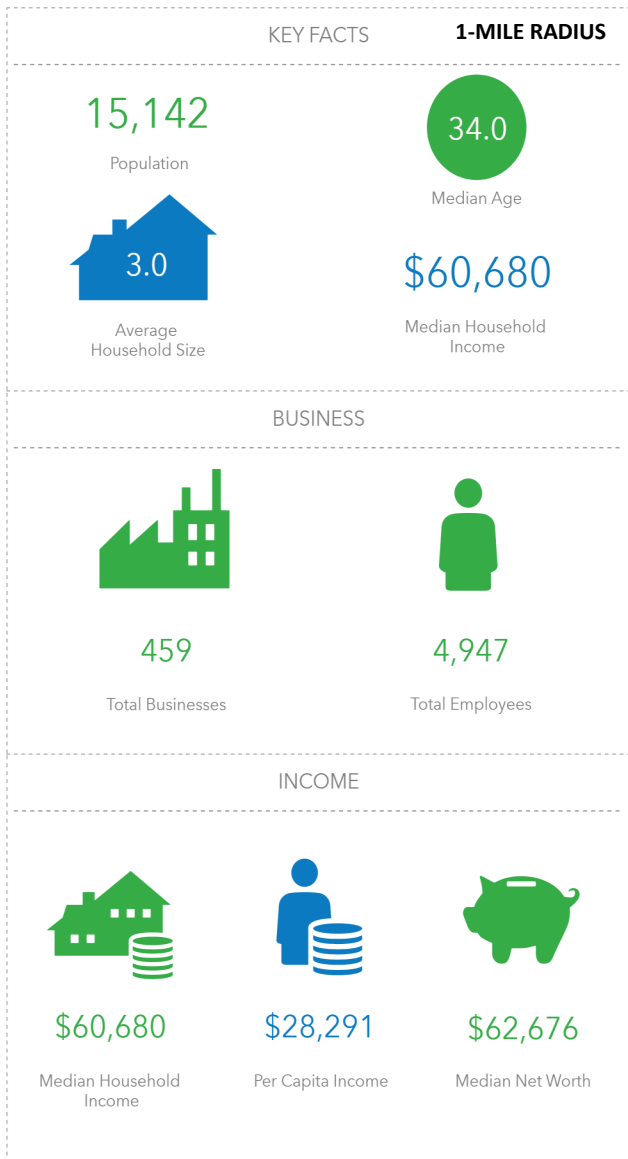 KEY FACTS
1-MILE RADIUS
15,142
Population
34.0
Median Age
3.0
Average
Household Size
$60,680
Median Household
Income
BUSINESS
459
Total Businesses
4,947
Total Employees
INCOME
$60,680
Median Household
Income
$28,291
Per Capita Income
$62,676
Median Net Worth